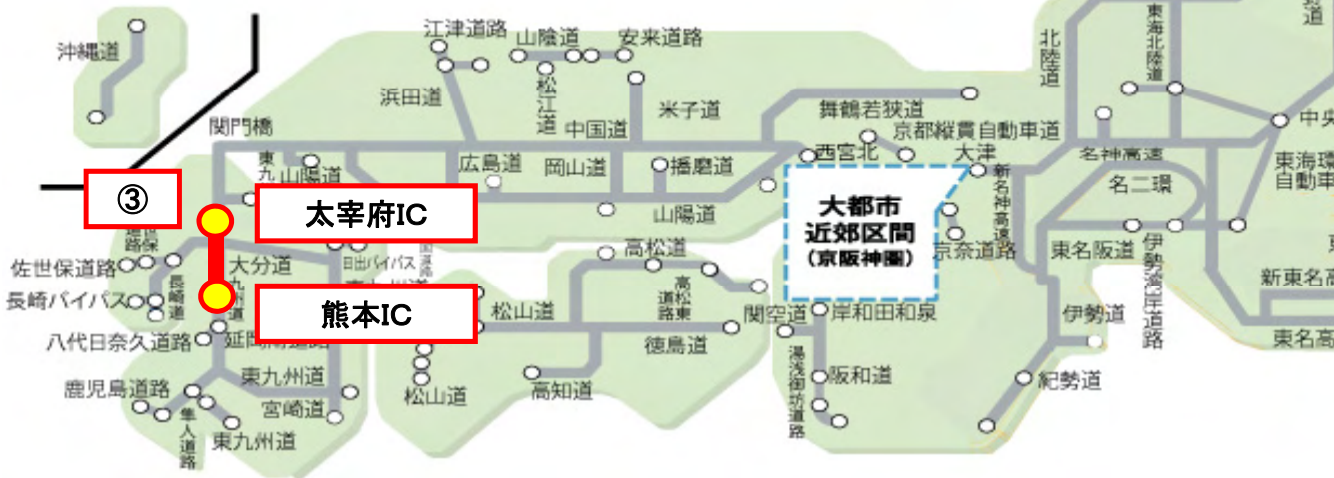 沖縄道
江津道路
山陰道
安来道路
浜田道
松江道
中国道
米子道
舞鶴若狭道
北陸道
東海北陸道
関門橋
東九
山陽道
広島道
岡山道
播磨道
西宮北
京都縦貫自動車道
大津
新名神高速
名神高速
中央
東海環
自動車
名二環
③
太宰府IC
山陽道
大都市
近郊区間
(京阪神圏)
京奈道路
東名阪道
伊勢湾岸道路
新東名高
東名高
佐世保道路
大分道
日出バイパス
高松道
高松東道路
長崎バイパス
長崎道
九州道
熊本IC
松山道
徳島道
関空道
岸和田和泉
伊勢道
八代日奈久道路
鹿児島道路
東九州道
宮崎道
隼人道路
東九州道
松山道
高知道
湯浅御坊道路
阪和道
紀勢道